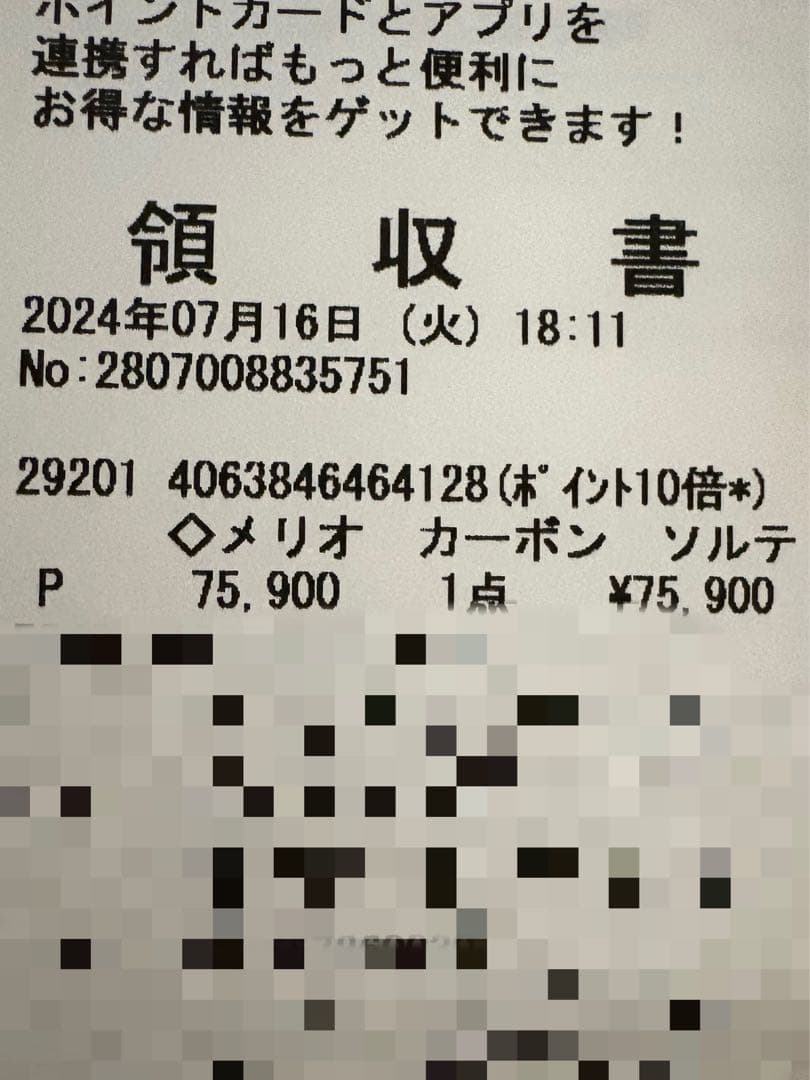 ポイントカードとアプリを
連携すればもっと便利に
お得な情報をゲットできます!
領収書
2024年07月16日 (火) 18:11
No:2807008835751
29201 4063846464128(ﾎﾟｲﾝﾄ10倍*)
◇メリオ カーボン ソルテ
P 75,900 1点 ¥75,900